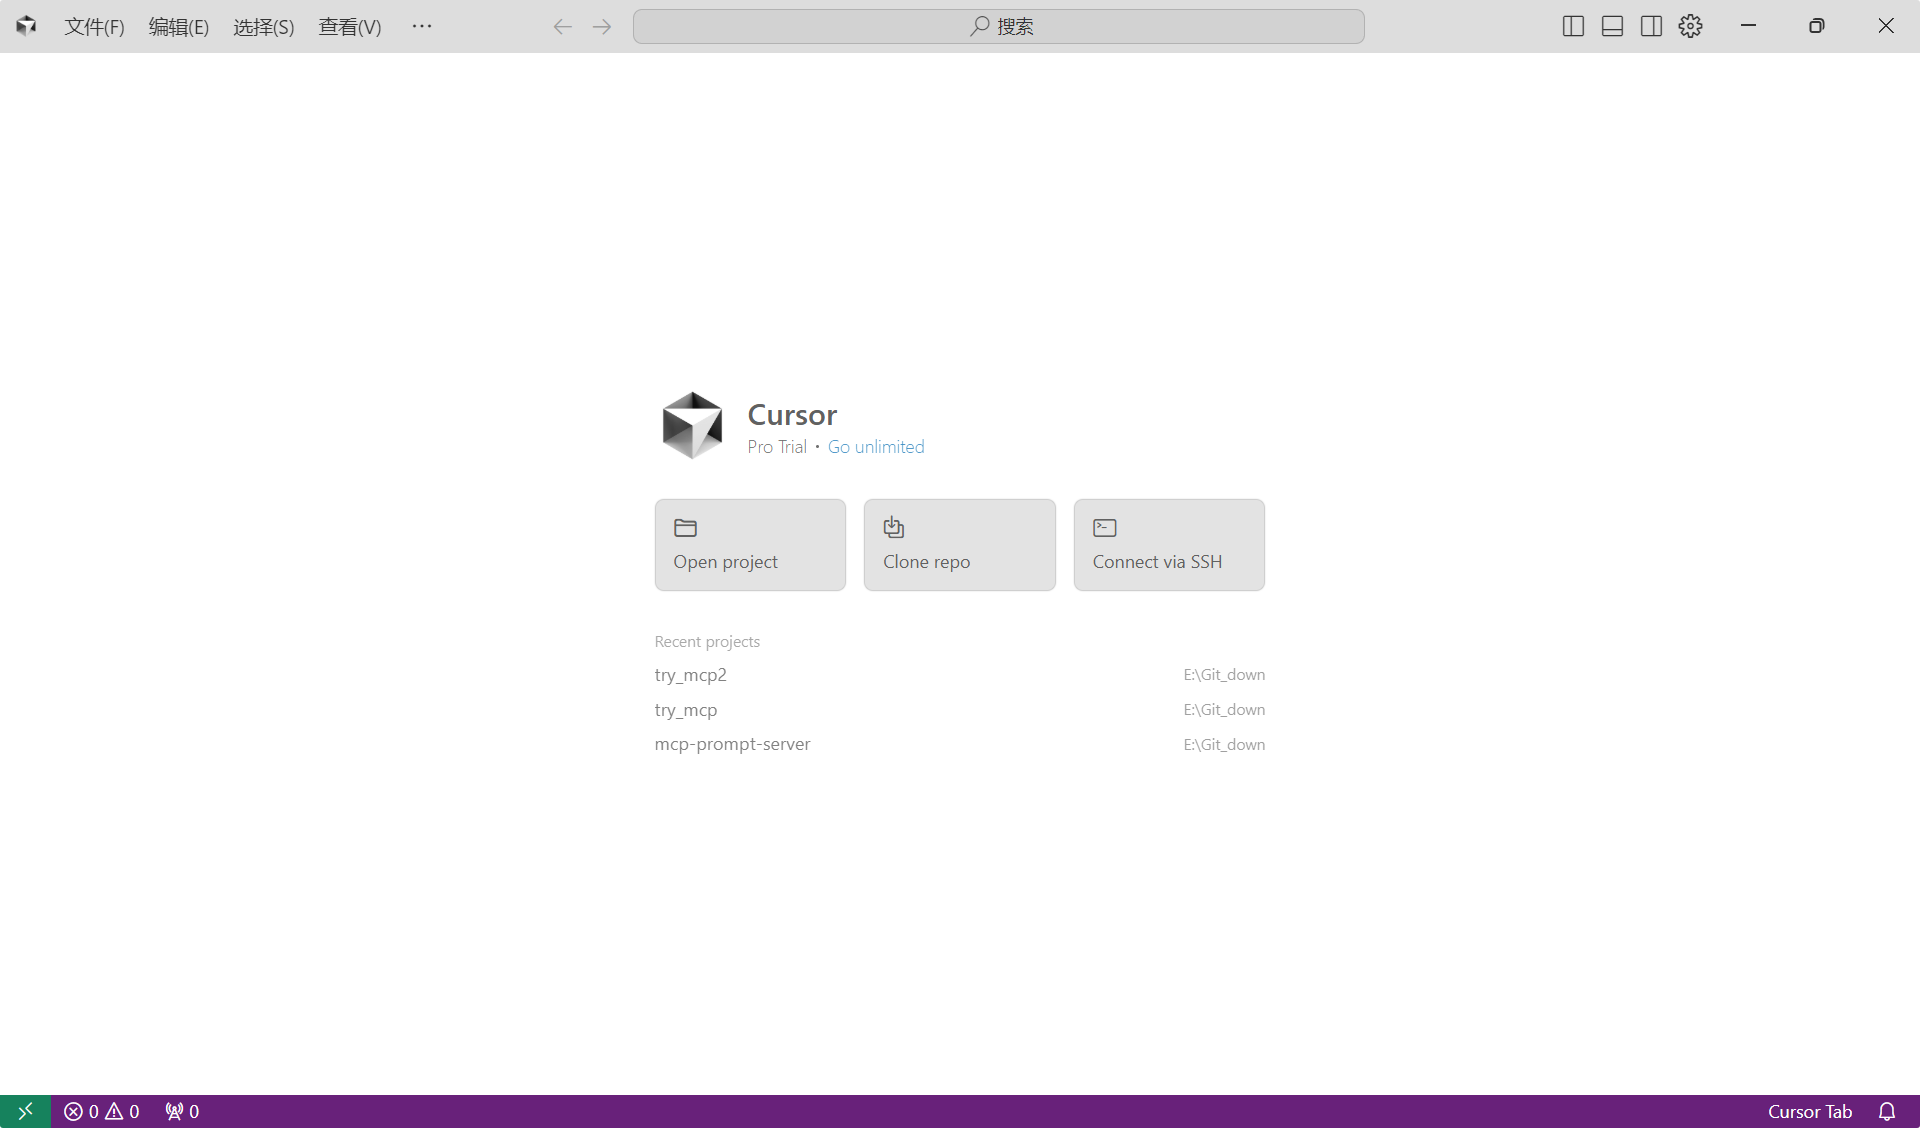 文件(F) 编辑(E) 选择(S) 查看(V) ··· 搜索
Cursor
Pro Trial • Go unlimited
Open project Clone repo Connect via SSH
Recent projects
try_mcp2 E:\Git_down
try_mcp E:\Git_down
mcp-prompt-server E:\Git_down
0 0 0 Cursor Tab